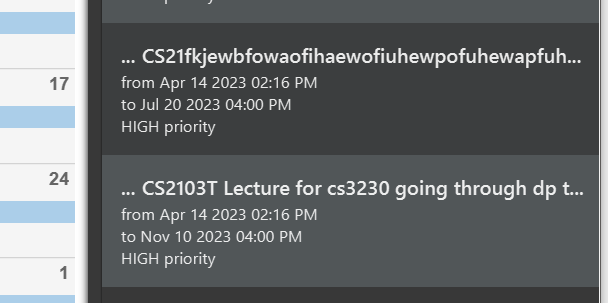 priority
... CS21fkjewbfowaofihaewofiuhewpofuhewapfuh...
17
from Apr 14 2023 02:16 PM
to Jul 20 2023 04:00 PM
HIGH priority
24
... CS2103T Lecture for cs3230 going through dp t...
from Apr 14 2023 02:16 PM
to Nov 10 2023 04:00 PM
HIGH priority
1